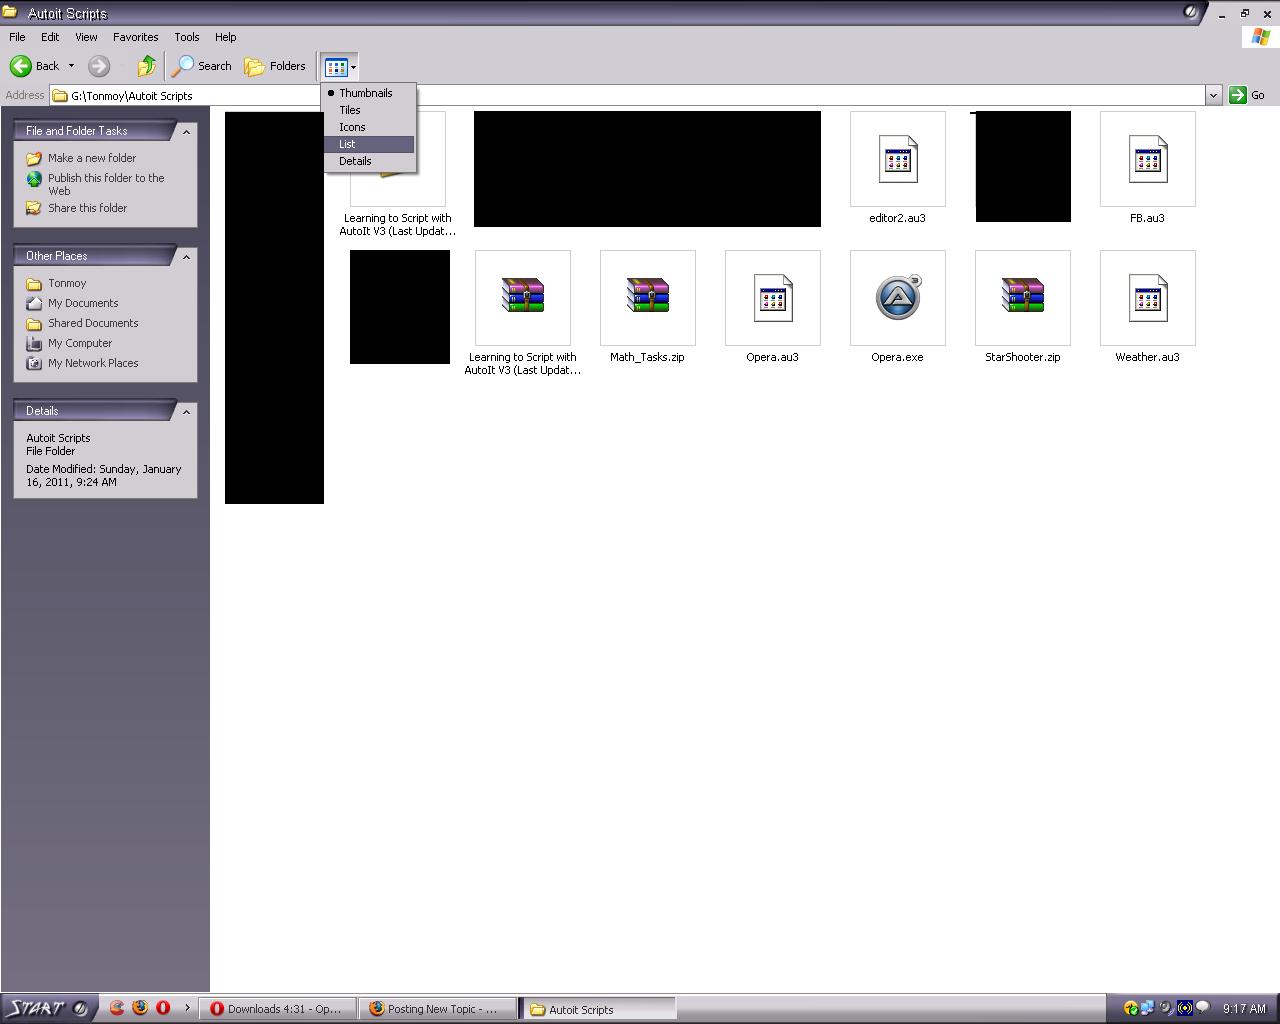 Autoit Scripts
File Edit View Favorites Tools Help
Back Search Folders
Address G:\Tonmoy\Autoit Scripts Go
Thumbnails
Tiles
Icons
List
Details
File and Folder Tasks
Make a new folder
Publish this folder to the
Web
Share this folder
Other Places
Tonmoy
My Documents
Shared Documents
My Computer
My Network Places
Details
Autoit Scripts
File Folder
Date Modified: Sunday, January
16, 2011, 9:24 AM
Learning to Script with
AutoIt V3 (Last Updat...
editor2.au3
FB.au3
Learning to Script with
AutoIt V3 (Last Updat...
Math_Tasks.zip
Opera.au3
Opera.exe
StarShooter.zip
Weather.au3
START
Downloads 4:31 - Op...
Posting New Topic - ...
Autoit Scripts
9:17 AM